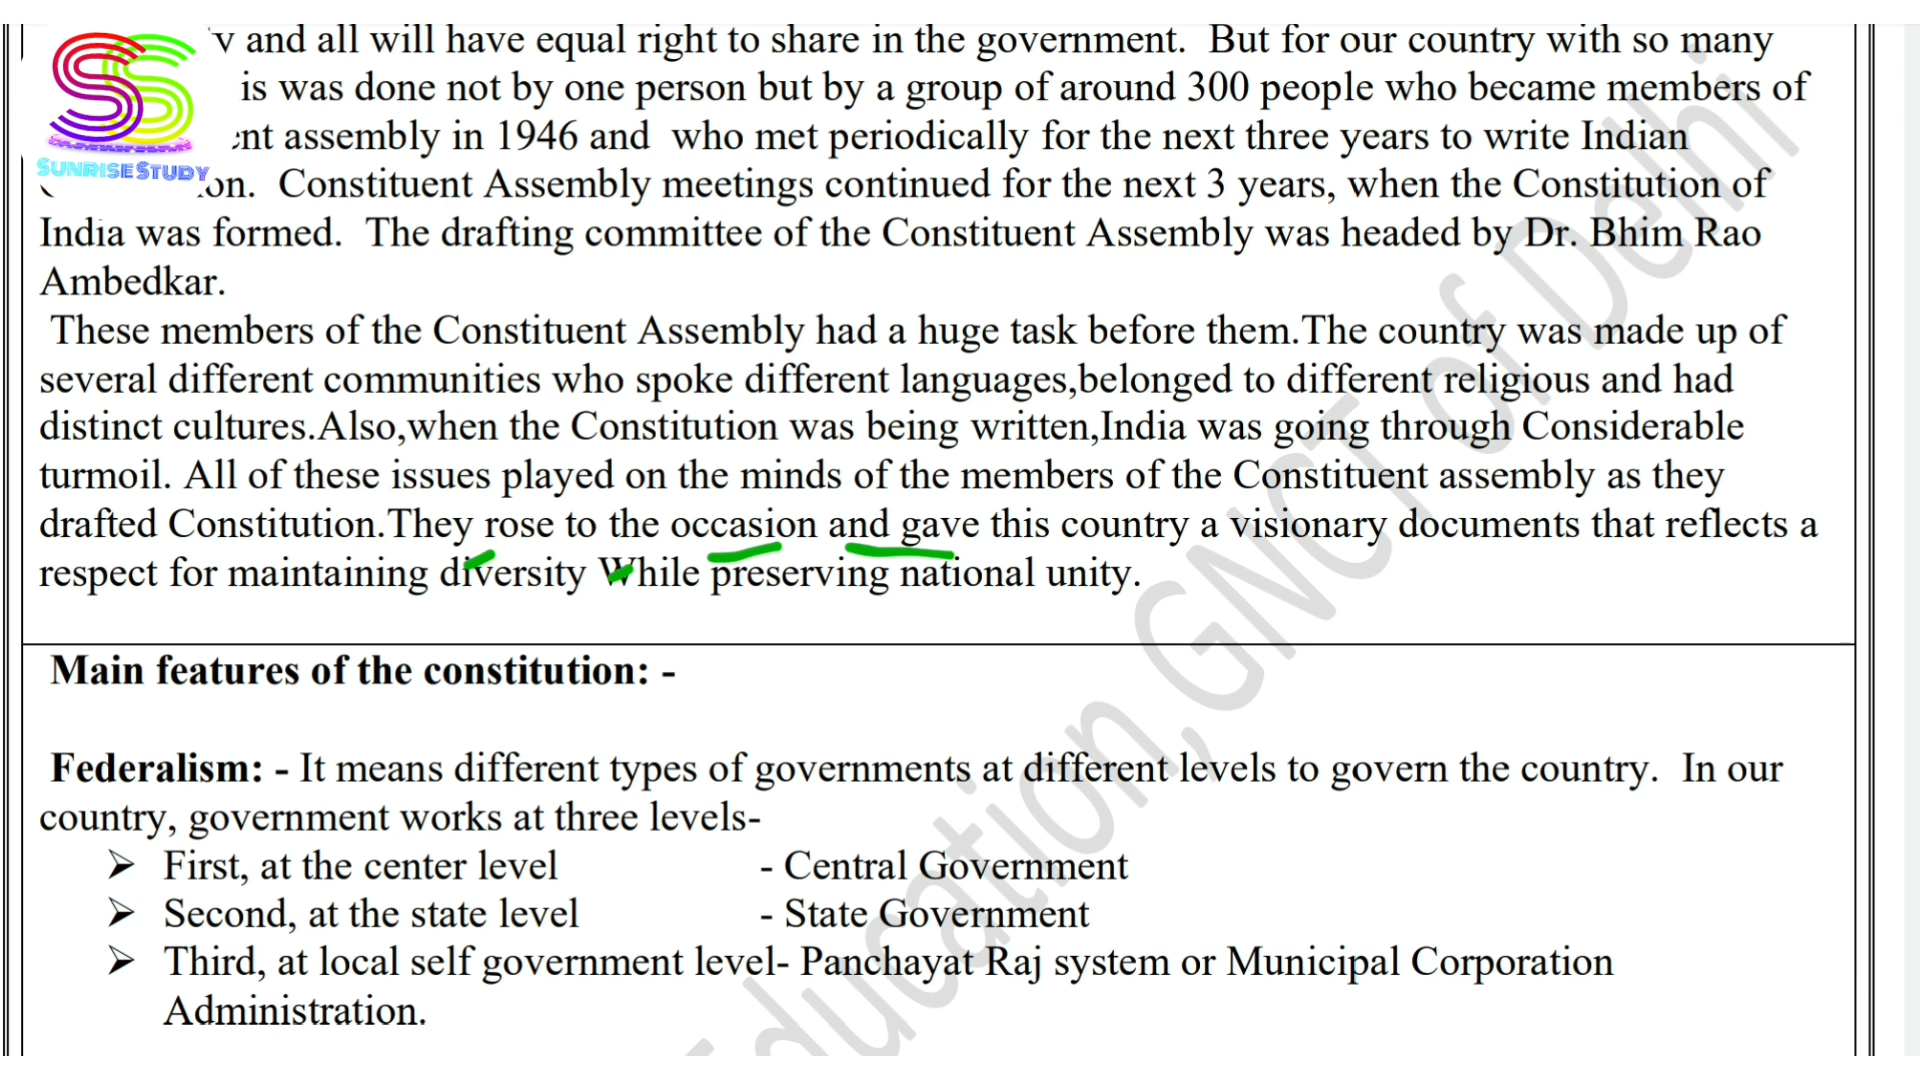 and all will have equal right to share in the government. But for our country with so many
is was done not by one person but by a group of around 300 people who became members of
assembly in 1946 and who met periodically for the next three years to write Indian
SUNRISE STUDY
Constituent Assembly meetings continued for the next 3 years, when the Constitution of
India was formed. The drafting committee of the Constituent Assembly was headed by Dr. Bhim Rao
Ambedkar.
These members of the Constituent Assembly had a huge task before them.The country was made up of
several different communities who spoke different languages,belonged to different religious and had
distinct cultures.Also,when the Constitution was being written,India was going through Considerable
turmoil. All of these issues played on the minds of the members of the Constituent assembly as they
drafted Constitution.They rose to the occasion and gave this country a visionary documents that reflects a
respect for maintaining diversity While preserving national unity.
Main features of the constitution: -
Federalism: - It means different types of governments at different levels to govern the country. In our
country, government works at three levels-
➢ First, at the center level - Central Government
➢ Second, at the state level - State Government
➢ Third, at local self government level- Panchayat Raj system or Municipal Corporation
Administration.
Education,GNCT of Delhi